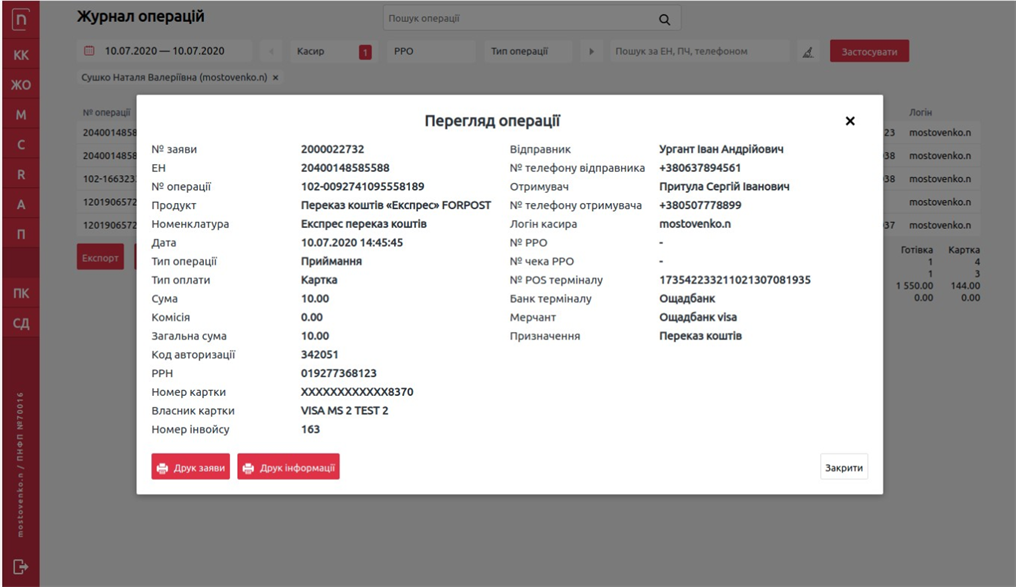 n
Журнал операцій
Пошук операції
КК
ЖО
М
С
R
А
П
ПК
СД
mostovenko.n / ПНФП №70016
10.07.2020 — 10.07.2020
Касир 1
РРО
Тип операції
Пошук за ЕН, ПЧ, телефоном
Застосувати
Сушко Наталя Валеріївна (mostovenko.n) ×
№ операції
Логін
2040014858
23 mostovenko.n
2040014858
38 mostovenko.n
102-166323
38 mostovenko.n
1201906572
mostovenko.n
1201906572
37 mostovenko.n
Експорт
Готівка Картка
1 4
1 3
1 550.00 144.00
0.00 0.00
Перегляд операції
№ заяви 2000022732
ЕН 20400148585588
№ операції 102-0092741095558189
Продукт Переказ коштів «Експрес» FORPOST
Номенклатура Експрес переказ коштів
Дата 10.07.2020 14:45:45
Тип операції Приймання
Тип оплати Картка
Сума 10.00
Комісія 0.00
Загальна сума 10.00
Код авторизації 342051
РРН 019277368123
Номер картки XXXXXXXXXXXX8370
Власник картки VISA MS 2 TEST 2
Номер інвойсу 163
Відправник Ургант Іван Андрійович
№ телефону відправника +380637894561
Отримувач Притула Сергій Іванович
№ телефону отримувача +380507778899
Логін касира mostovenko.n
№ РРО -
№ чека РРО -
№ POS терміналу 173542233211021307081935
Банк терміналу Ощадбанк
Мерчант Ощадбанк visa
Призначення Переказ коштів
Друк заяви
Друк інформації
Закрити